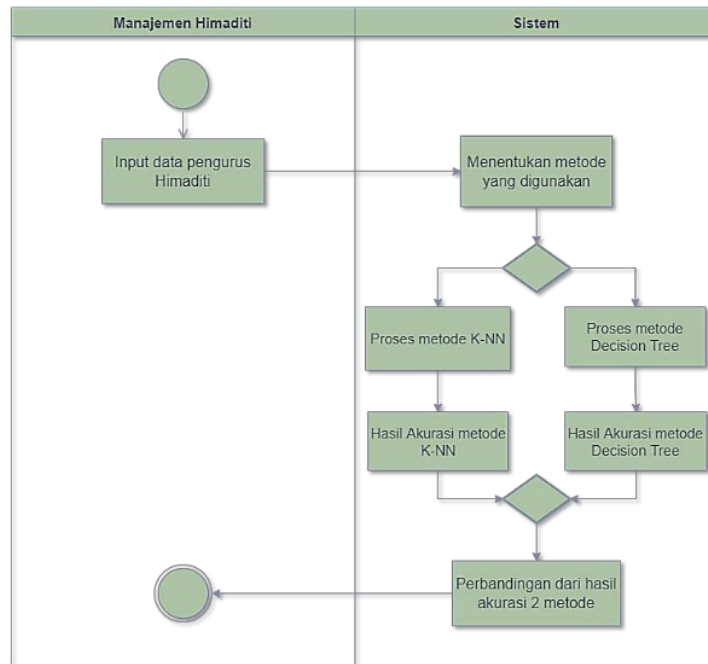 Manajemen Himaditi
Sistem
Input data pengurus
Himaditi
Menentukan metode
yang digunakan
Proses metode K-NN
Proses metode
Decision Tree
Hasil Akurasi metode
K-NN
Hasil Akurasi metode
Decision Tree
Perbandingan dari hasil
akurasi 2 metode